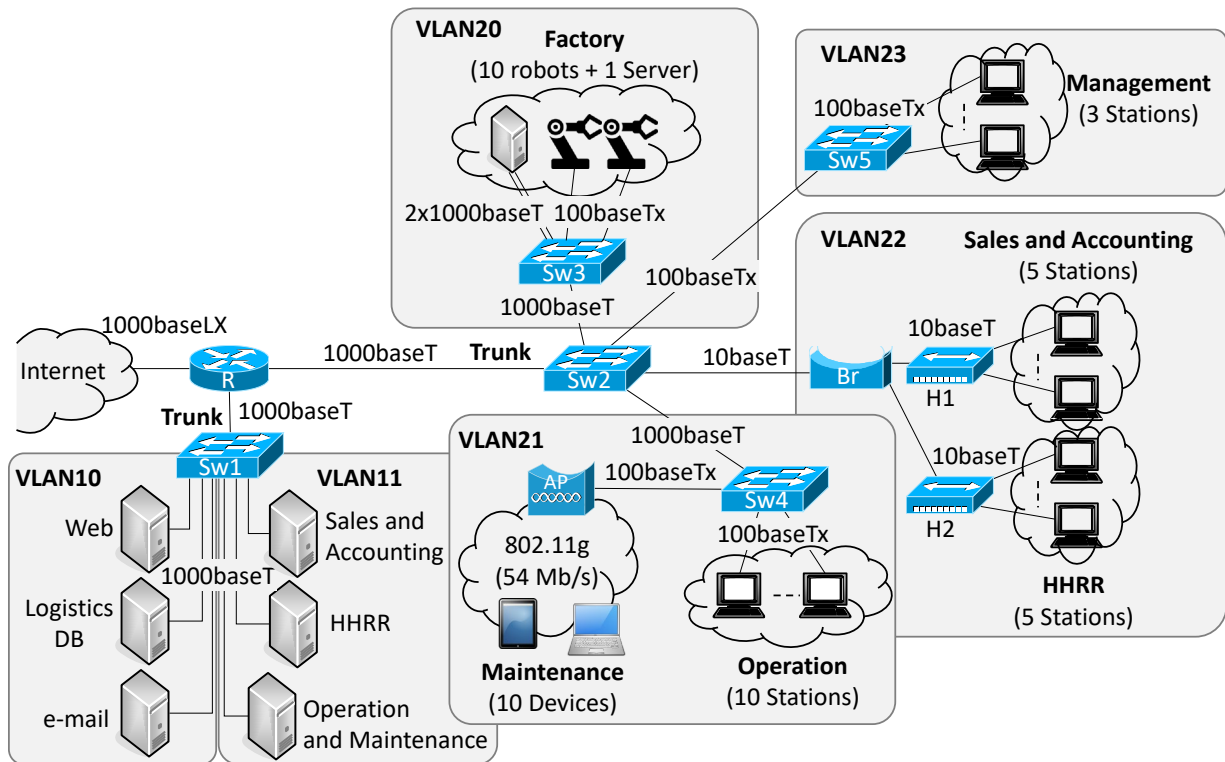 VLAN20
Factory
(10 robots + 1 Server)
2x1000baseT
100baseTx
Sw3
1000baseT
VLAN23
Management
(3 Stations)
100baseTx
Sw5
100baseTx
VLAN22
Sales and Accounting
(5 Stations)
10baseT
H1
Br
10baseT
10baseT
H2
HHRR
(5 Stations)
Internet
1000baseLX
R
1000baseT
Trunk
Sw2
1000baseT
Trunk
Sw1
VLAN10
Web
Logistics
DB
e-mail
1000baseT
VLAN11
Sales and
Accounting
HHRR
Operation
and Maintenance
VLAN21
1000baseT
100baseTx
AP
Sw4
802.11g
(54 Mb/s)
100baseTx
Maintenance
(10 Devices)
Operation
(10 Stations)